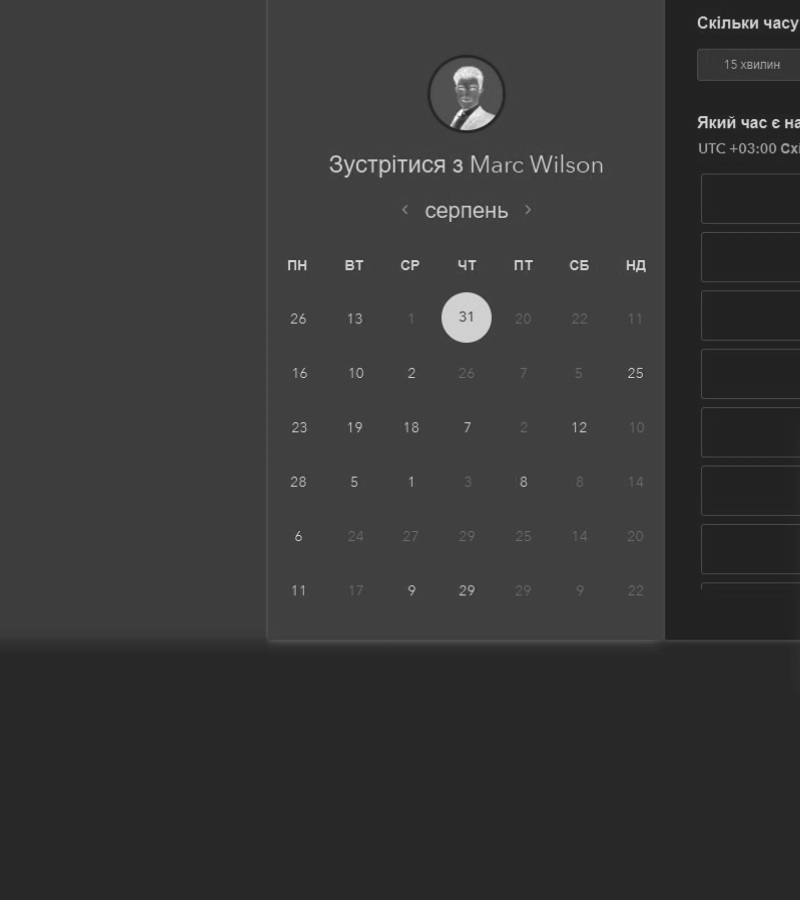 Зустрітися з Marc Wilson
серпень
ПН ВТ СР ЧТ ПТ СБ НД
26 13 1 31 20 22 11
16 10 2 26 7 5 25
23 19 18 7 2 12 10
28 5 1 3 8 8 14
6 24 27 29 25 14 20
11 17 9 29 29 9 22
Скільки часу
15 хвилин
Який час є
UTC +03:00